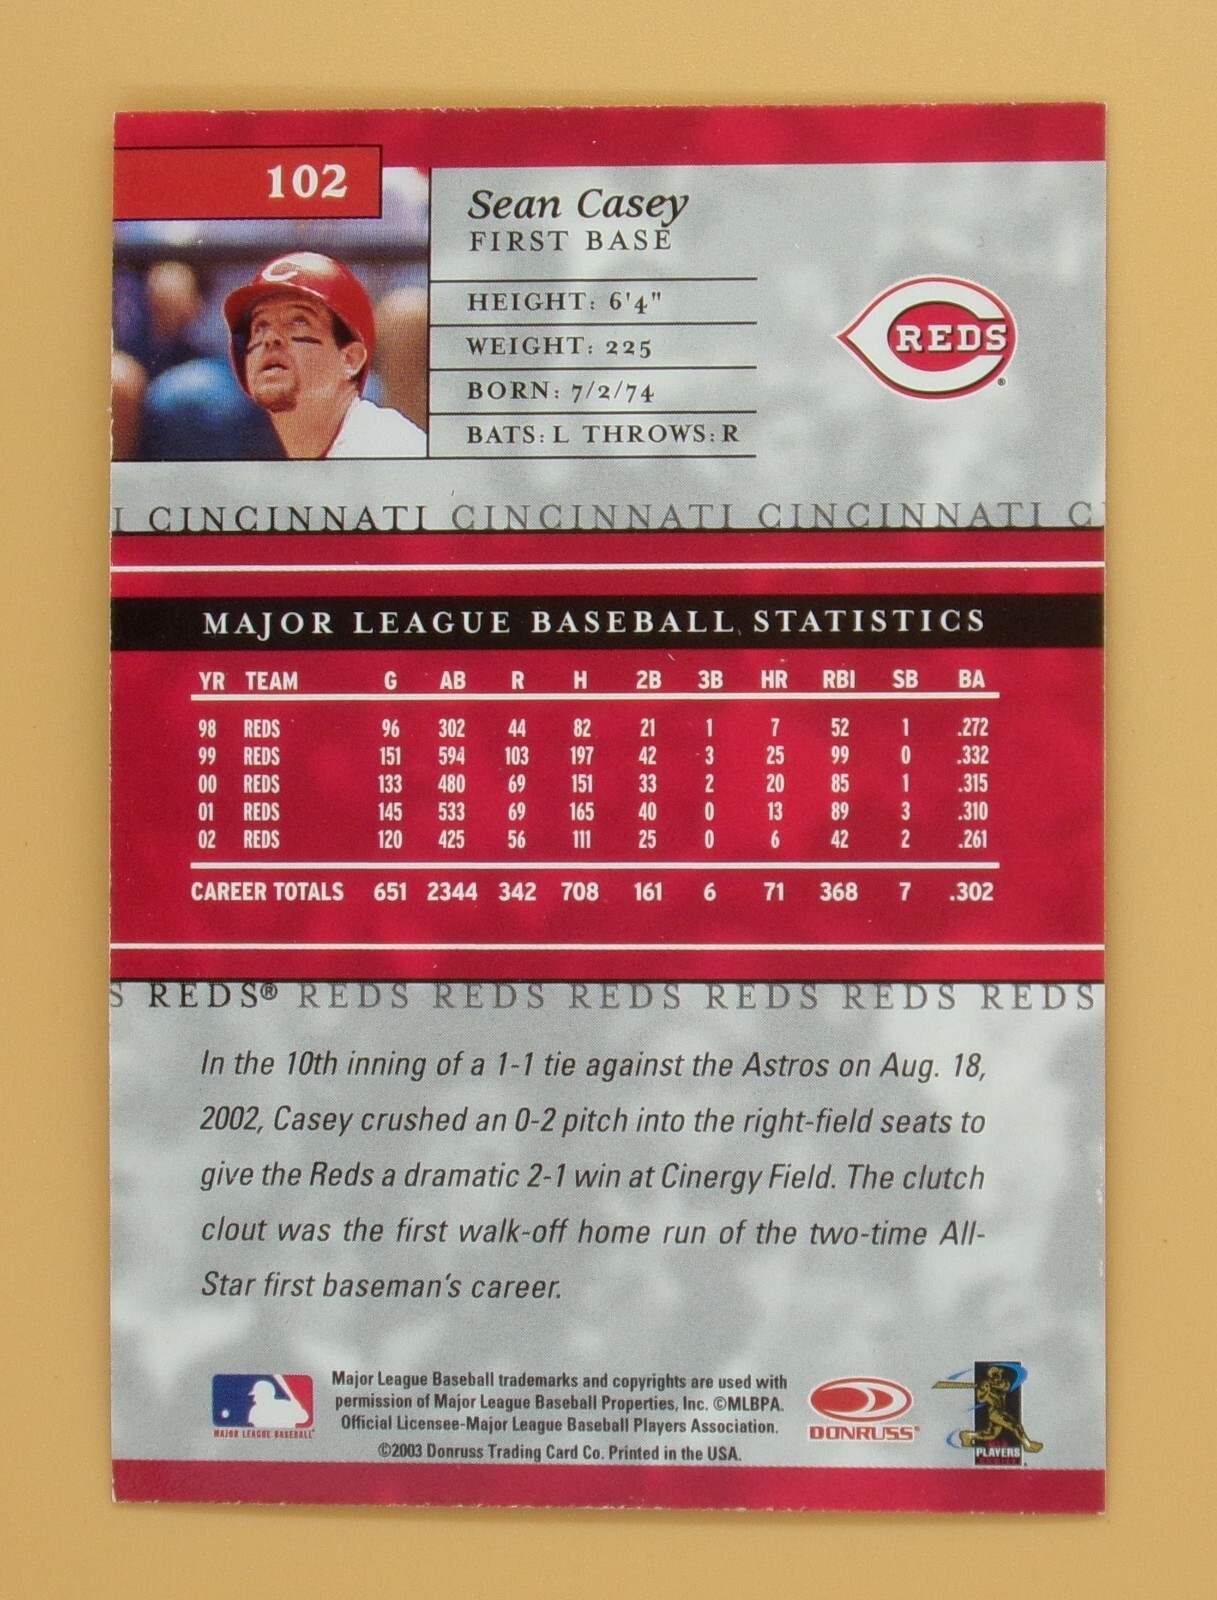 102
Sean Casey
FIRST BASE
HEIGHT: 6'4"
WEIGHT: 225
BORN: 7/2/74
BATS: L THROWS: R
C REDS ®
I CINCINNATI CINCINNATI CINCINNATI C
MAJOR LEAGUE BASEBALL STATISTICS
YR TEAM G AB R H 2B 3B HR RBI SB BA
98 REDS 96 302 44 82 21 1 7 52 1 .272
99 REDS 151 594 103 197 42 3 25 99 0 .332
00 REDS 133 480 69 151 33 2 20 85 1 .315
01 REDS 145 533 69 165 40 0 13 89 3 .310
02 REDS 120 425 56 111 25 0 6 42 2 .261
CAREER TOTALS 651 2344 342 708 161 6 71 368 7 .302
S REDS® REDS REDS REDS REDS REDS REDS
In the 10th inning of a 1-1 tie against the Astros on Aug. 18,
2002, Casey crushed an 0-2 pitch into the right-field seats to
give the Reds a dramatic 2-1 win at Cinergy Field. The clutch
clout was the first walk-off home run of the two-time All-
Star first baseman's career.
MAJOR LEAGUE BASEBALL
Major League Baseball trademarks and copyrights are used with
permission of Major League Baseball Properties, Inc. ©MLBPA.
Official Licensee-Major League Baseball Players Association.
©2003 Donruss Trading Card Co. Printed in the USA.
DONRUSS
PLAYERS